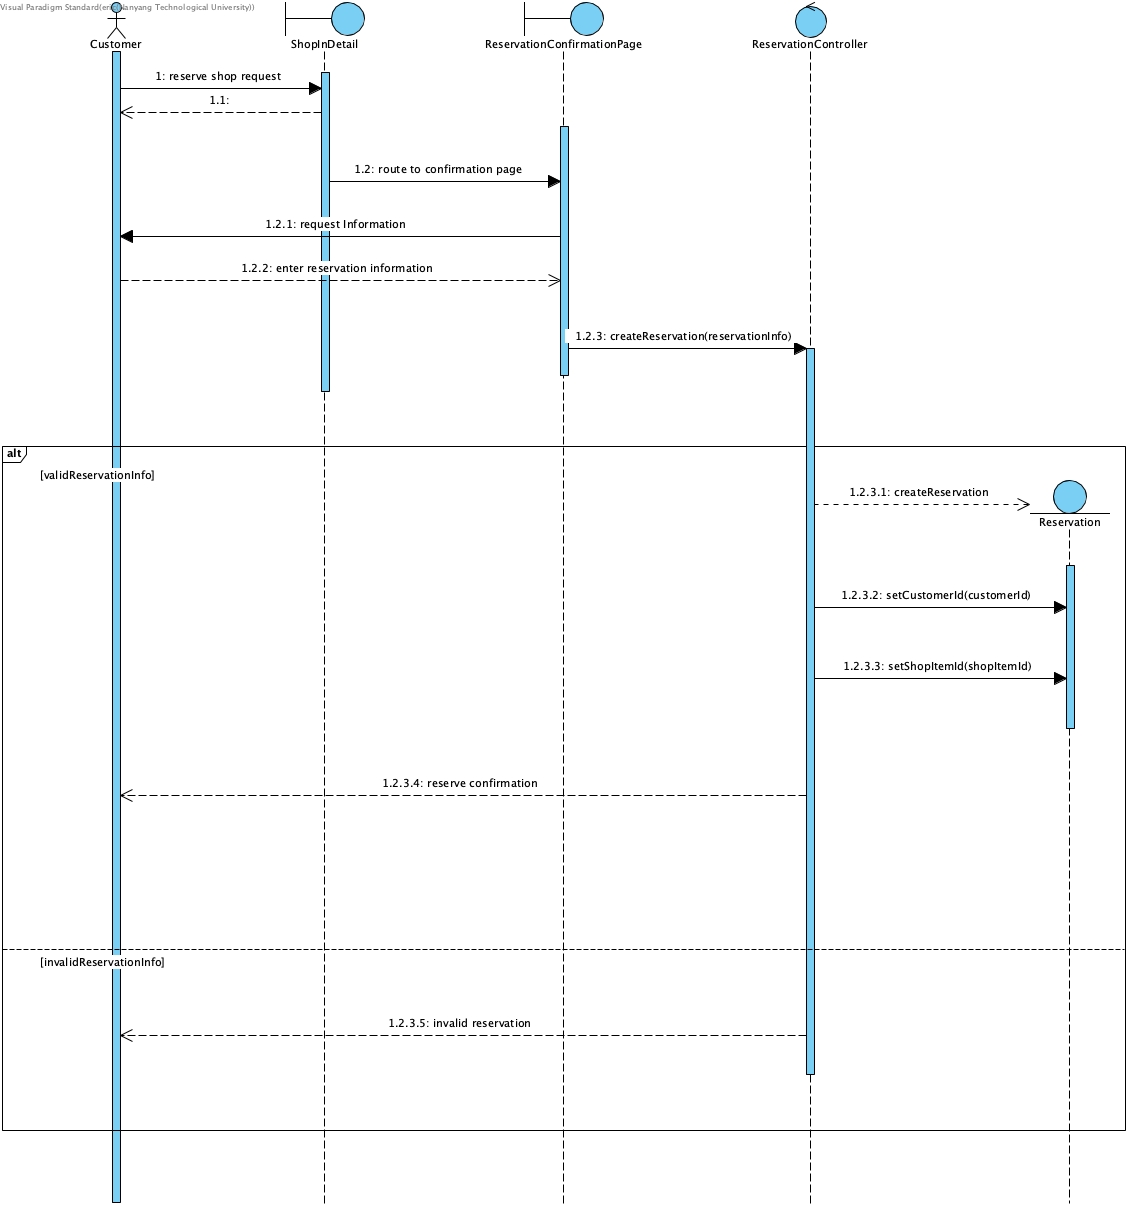 Visual Paradigm Standard(eric(Nanyang Technological University))
Customer
ShopInDetail
ReservationConfirmationPage
ReservationController
1: reserve shop request
1.1:
1.2: route to confirmation page
1.2.1: request Information
1.2.2: enter reservation information
1.2.3: createReservation(reservationInfo)
alt
[validReservationInfo]
1.2.3.1: createReservation
Reservation
1.2.3.2: setCustomerId(customerId)
1.2.3.3: setShopItemId(shopItemId)
1.2.3.4: reserve confirmation
[invalidReservationInfo]
1.2.3.5: invalid reservation